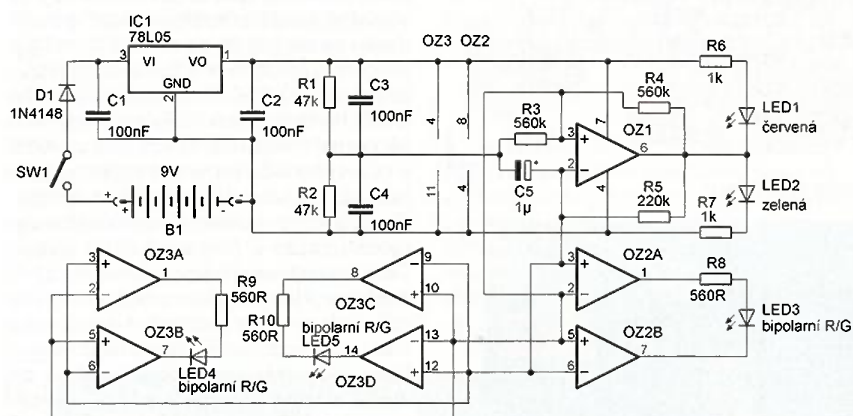 IC1
78L05
3
VI
VO
1
GND
2
D1
1N4148
C1
100nF
C2
100nF
SW1
9V
+
+
-
-
B1
R1
47k
C3
100nF
R2
47k
C4
100nF
OZ3
OZ2
4
8
11
4
R3
560k
C5
1µ
+
R4
560k
3
+
2
−
7
4
6
OZ1
R5
220k
R6
1k
LED1
červená
LED2
zelená
R7
1k
OZ3A
3
+
2
−
1
R9
560R
OZ3B
5
+
6
−
7
LED4
bipolarní R/G
8
OZ3C
−
9
+
10
R10
560R
bipolarní R/G
LED5
14
OZ3D
−
13
+
12
OZ2A
3
+
2
−
1
R8
560R
OZ2B
5
+
6
−
7
LED3
bipolarní R/G